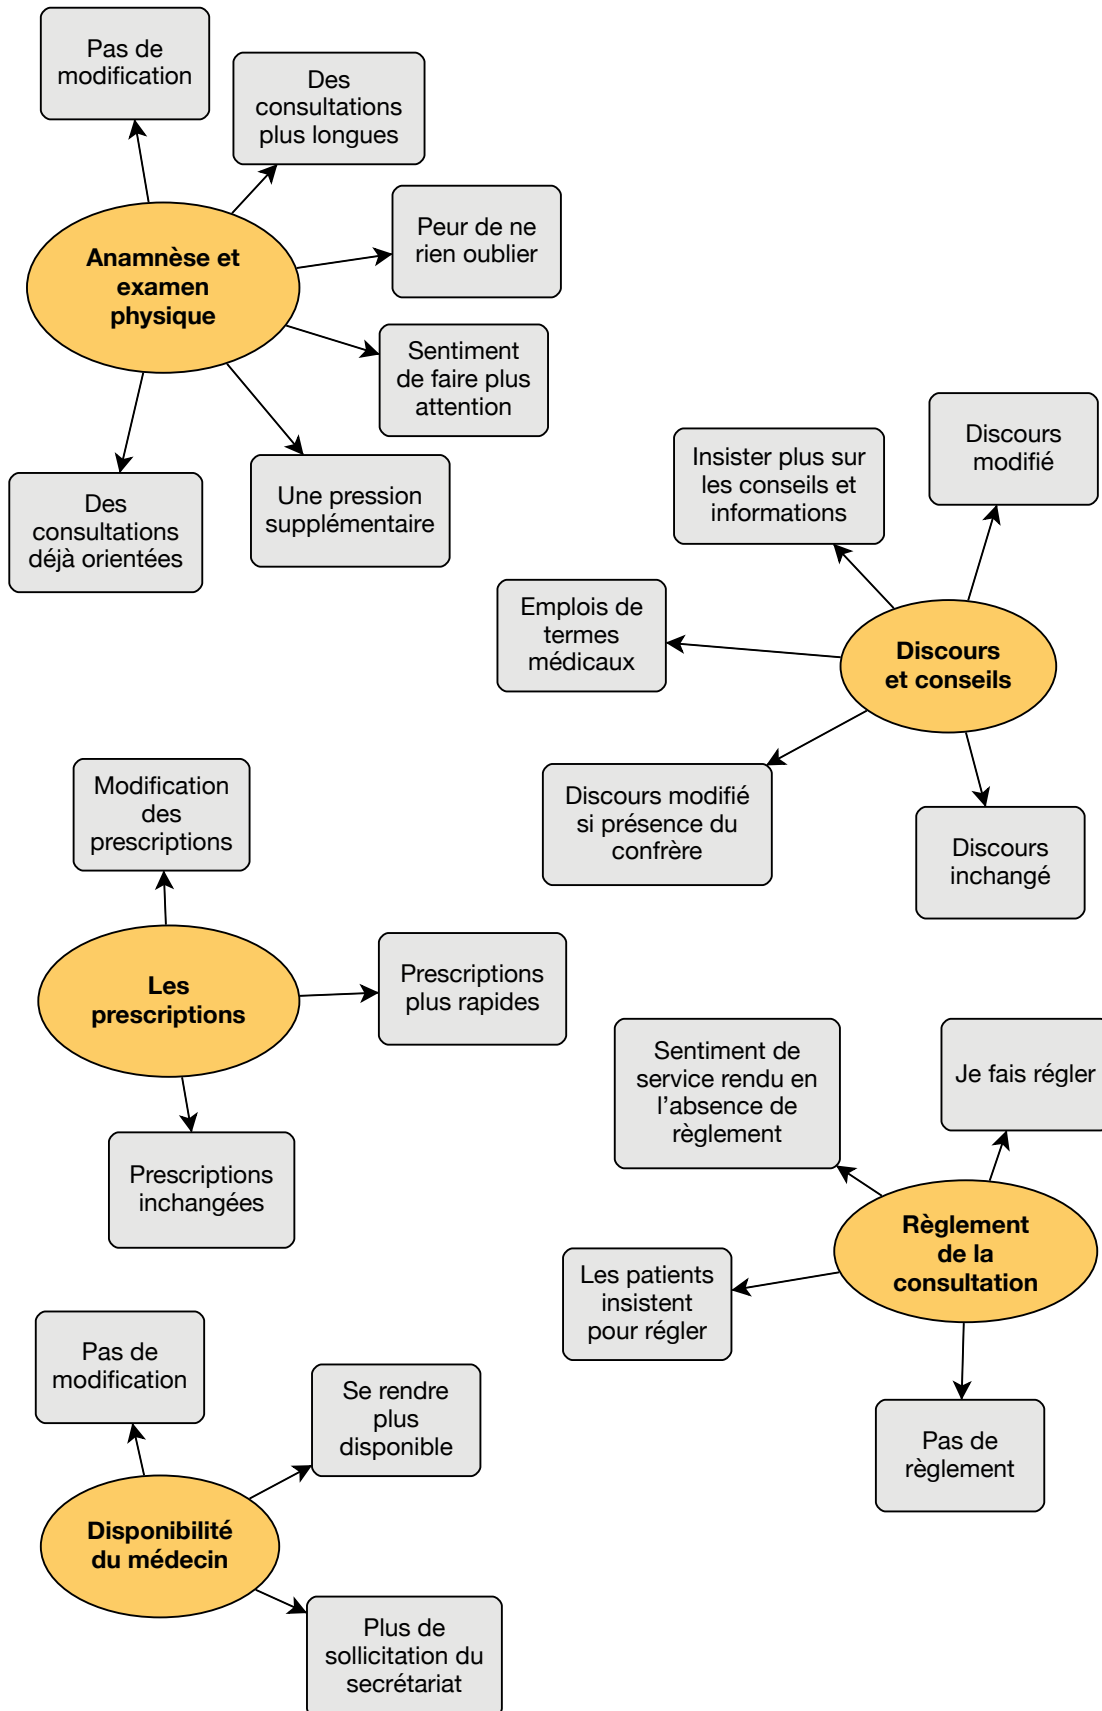 Pas de
modification
Des
consultations
plus longues
Peur de ne
rien oublier
Anamnèse et
examen
physique
Sentiment
de faire plus
attention
Une pression
supplémentaire
Des
consultations
déjà orientées
Discours
modifié
Insister plus sur
les conseils et
informations
Emplois de
termes
médicaux
Discours
et conseils
Discours modifié
si présence du
confrère
Discours
inchangé
Modification
des
prescriptions
Les
prescriptions
Prescriptions
plus rapides
Prescriptions
inchangées
Sentiment de
service rendu en
l’absence de
règlement
Je fais régler
Règlement
de la
consultation
Les patients
insistent
pour régler
Pas de
règlement
Pas de
modification
Se rendre
plus
disponible
Disponibilité
du médecin
Plus de
sollicitation du
secrétariat